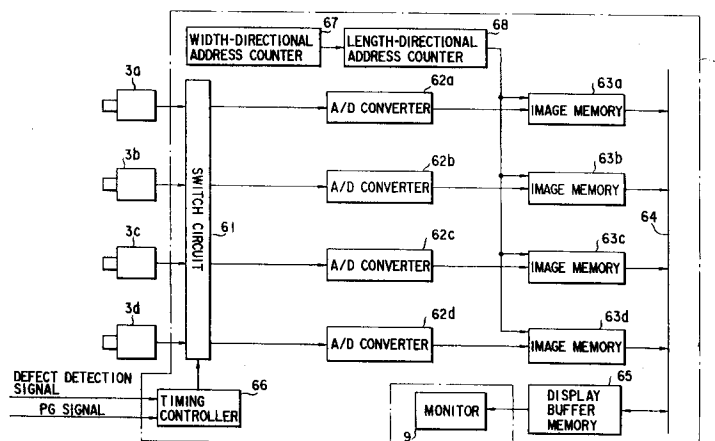 67
68
WIDTH-DIRECTIONAL
ADDRESS COUNTER
LENGTH-DIRECTIONAL
ADDRESS COUNTER
3a
62a
63a
A/D CONVERTER
IMAGE MEMORY
3b
62b
63b
A/D CONVERTER
IMAGE MEMORY
SWITCH CIRCUIT
61
64
3c
62c
63c
A/D CONVERTER
IMAGE MEMORY
3d
62d
63d
A/D CONVERTER
IMAGE MEMORY
DEFECT DETECTION
SIGNAL
PG SIGNAL
TIMING
CONTROLLER
66
65
MONITOR
9
DISPLAY
BUFFER
MEMORY